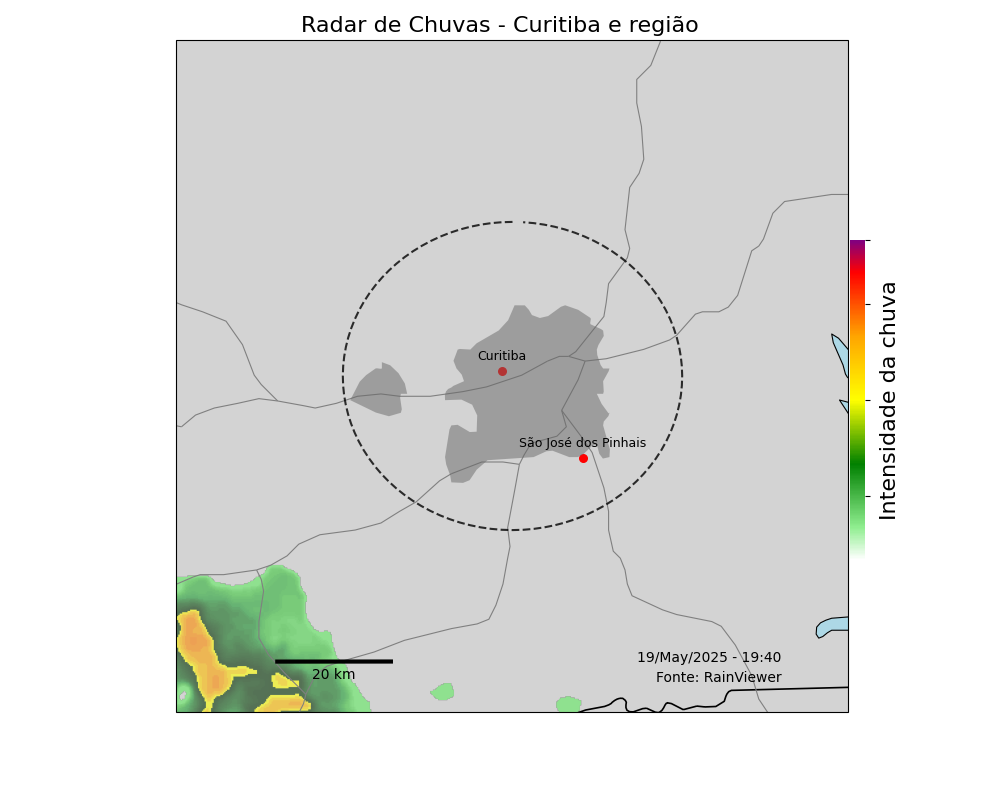 Radar de Chuvas - Curitiba e região
Curitiba
São José dos Pinhais
Intensidade da chuva
20 km
19/May/2025 - 19:40
Fonte: RainViewer